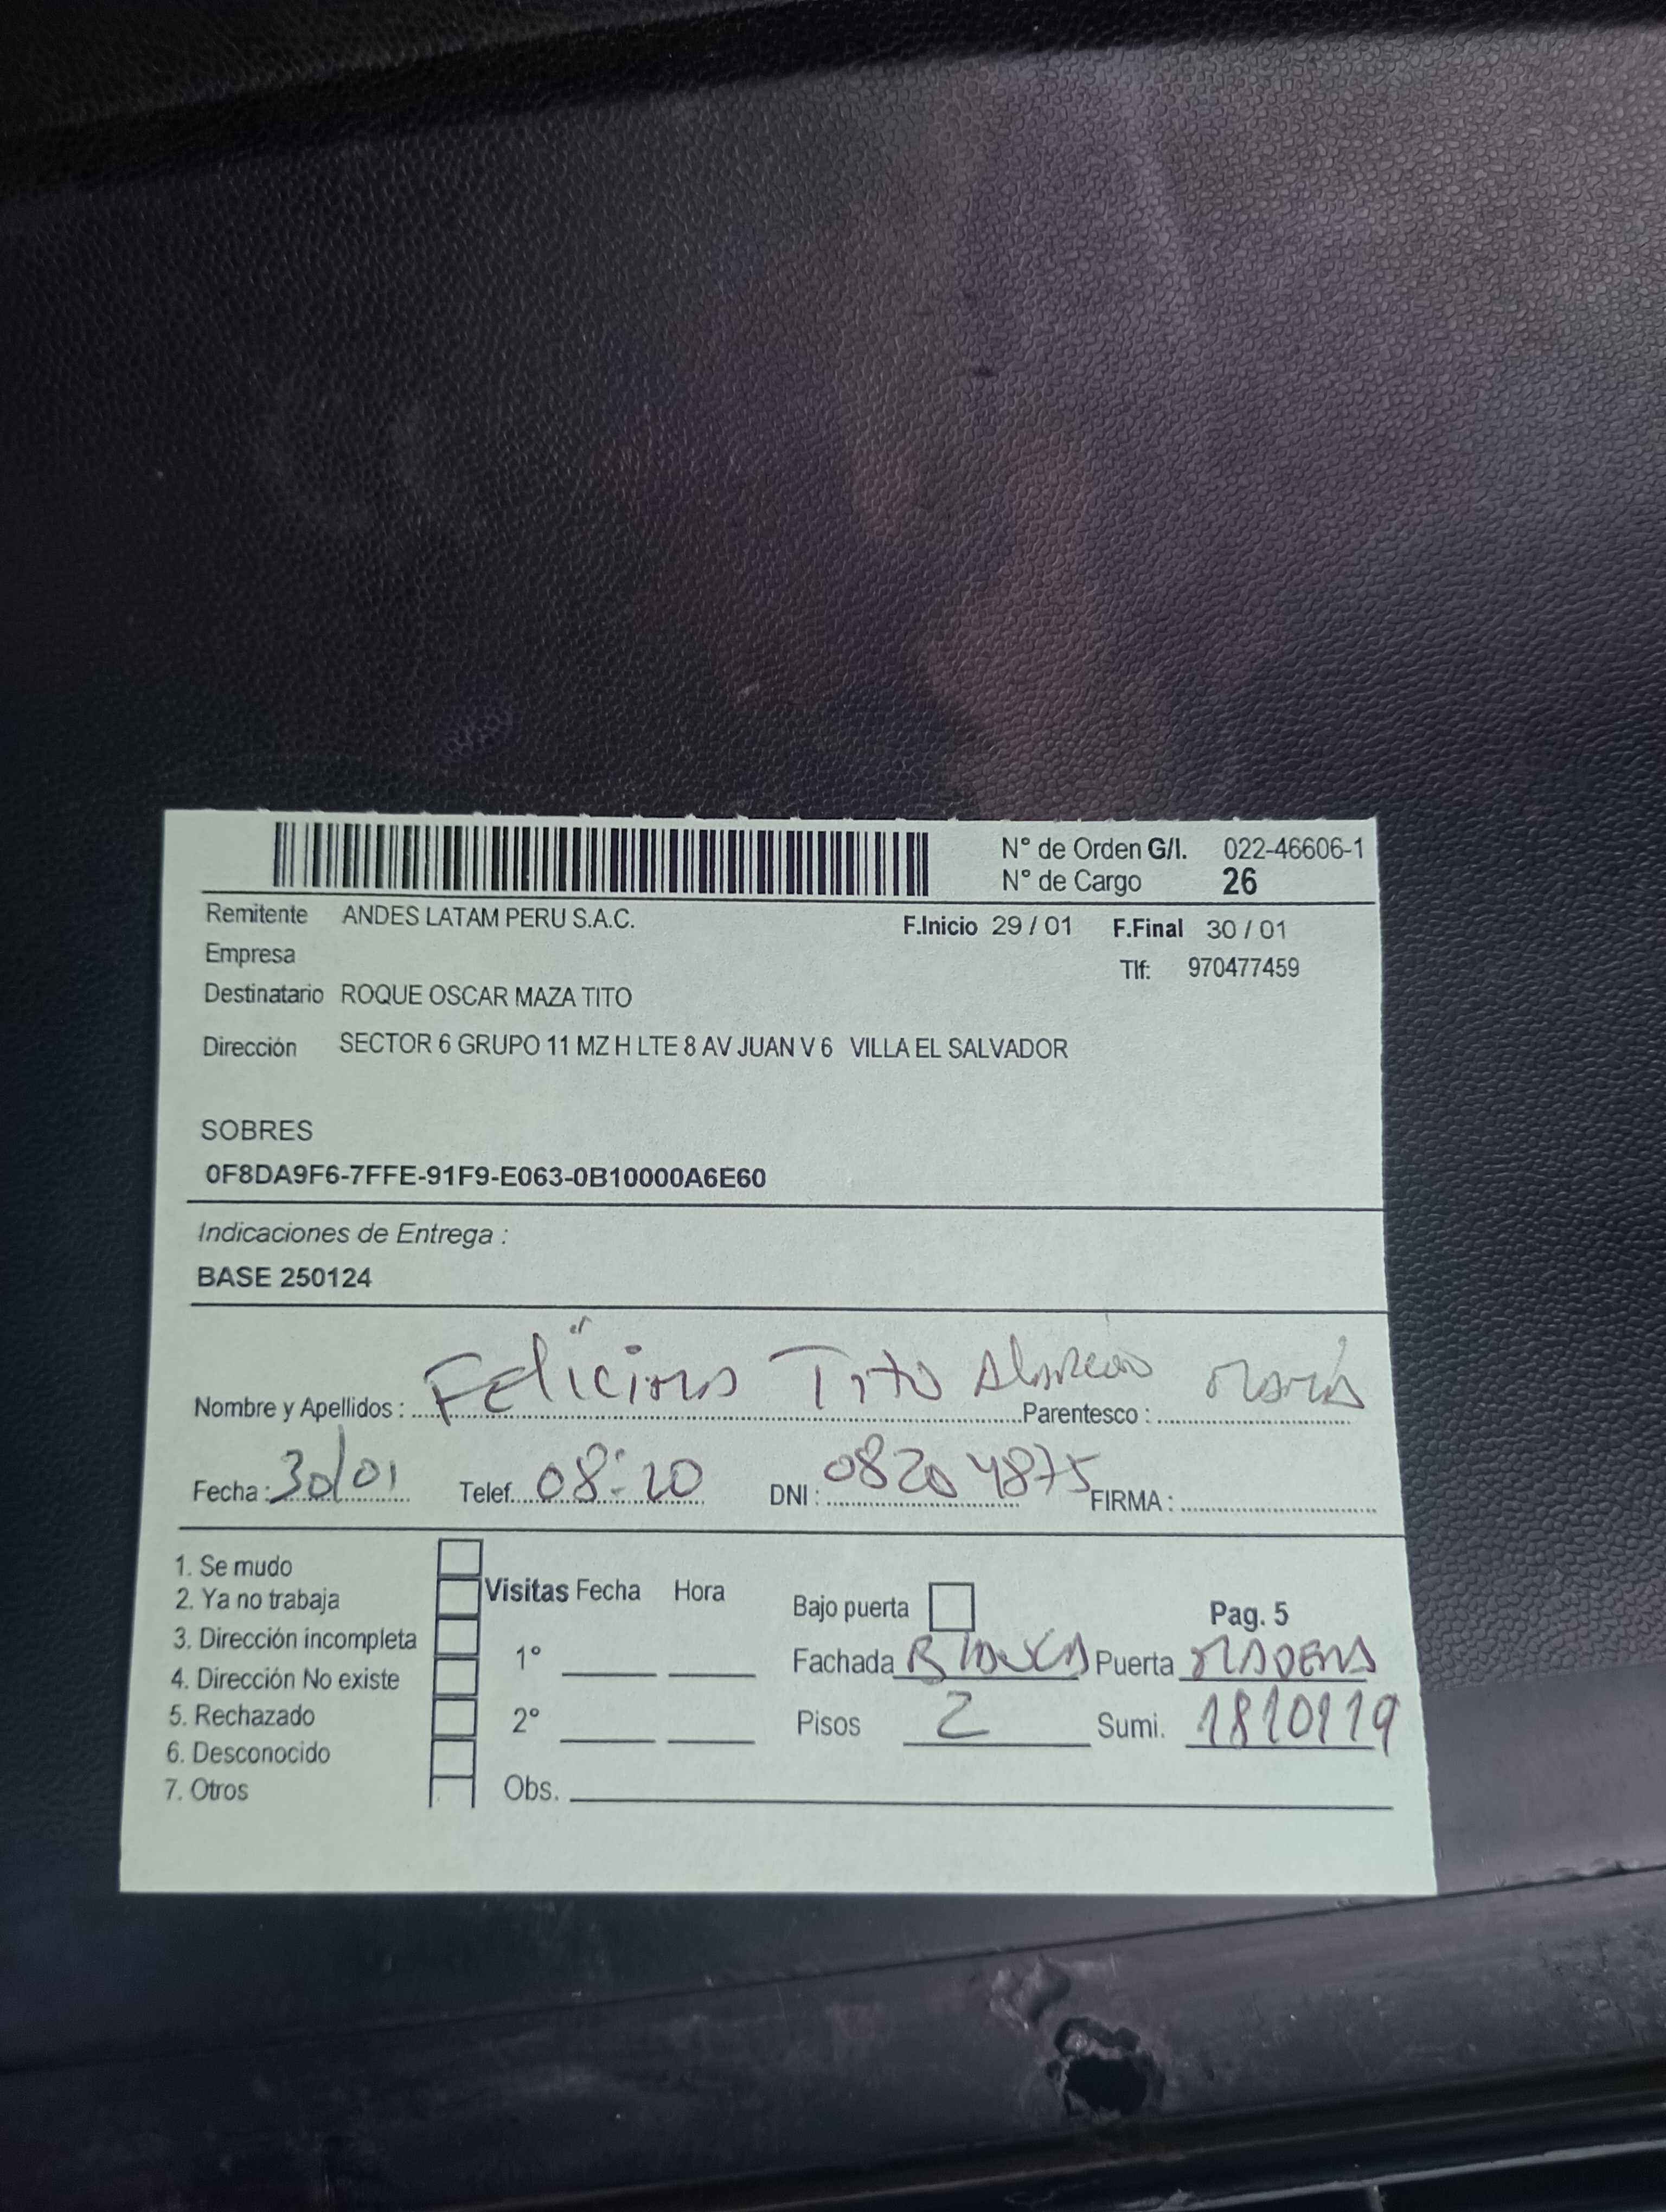 N° de Orden G/I. 022-46606-1
N° de Cargo 26
Remitente ANDES LATAM PERU S.A.C. F.Inicio 29 / 01 F.Final 30 / 01
Empresa Tlf: 970477459
Destinatario ROQUE OSCAR MAZA TITO
Dirección SECTOR 6 GRUPO 11 MZ H LTE 8 AV JUAN V 6 VILLA EL SALVADOR
SOBRES
0F8DA9F6-7FFE-91F9-E063-0B10000A6E60
Indicaciones de Entrega :
BASE 250124
Nombre y Apellidos : Tito Parentesco :
Fecha : 30/01 Telef. 08:20 DNI : 08204875 FIRMA :
1. Se mudo
2. Ya no trabaja
3. Dirección incompleta
4. Dirección No existe
5. Rechazado
6. Desconocido
7. Otros
Visitas Fecha Hora
1°
2°
Obs.
Bajo puerta Pag. 5
Fachada BlancA Puerta MADERA
Pisos 2 Sumi. 1810119